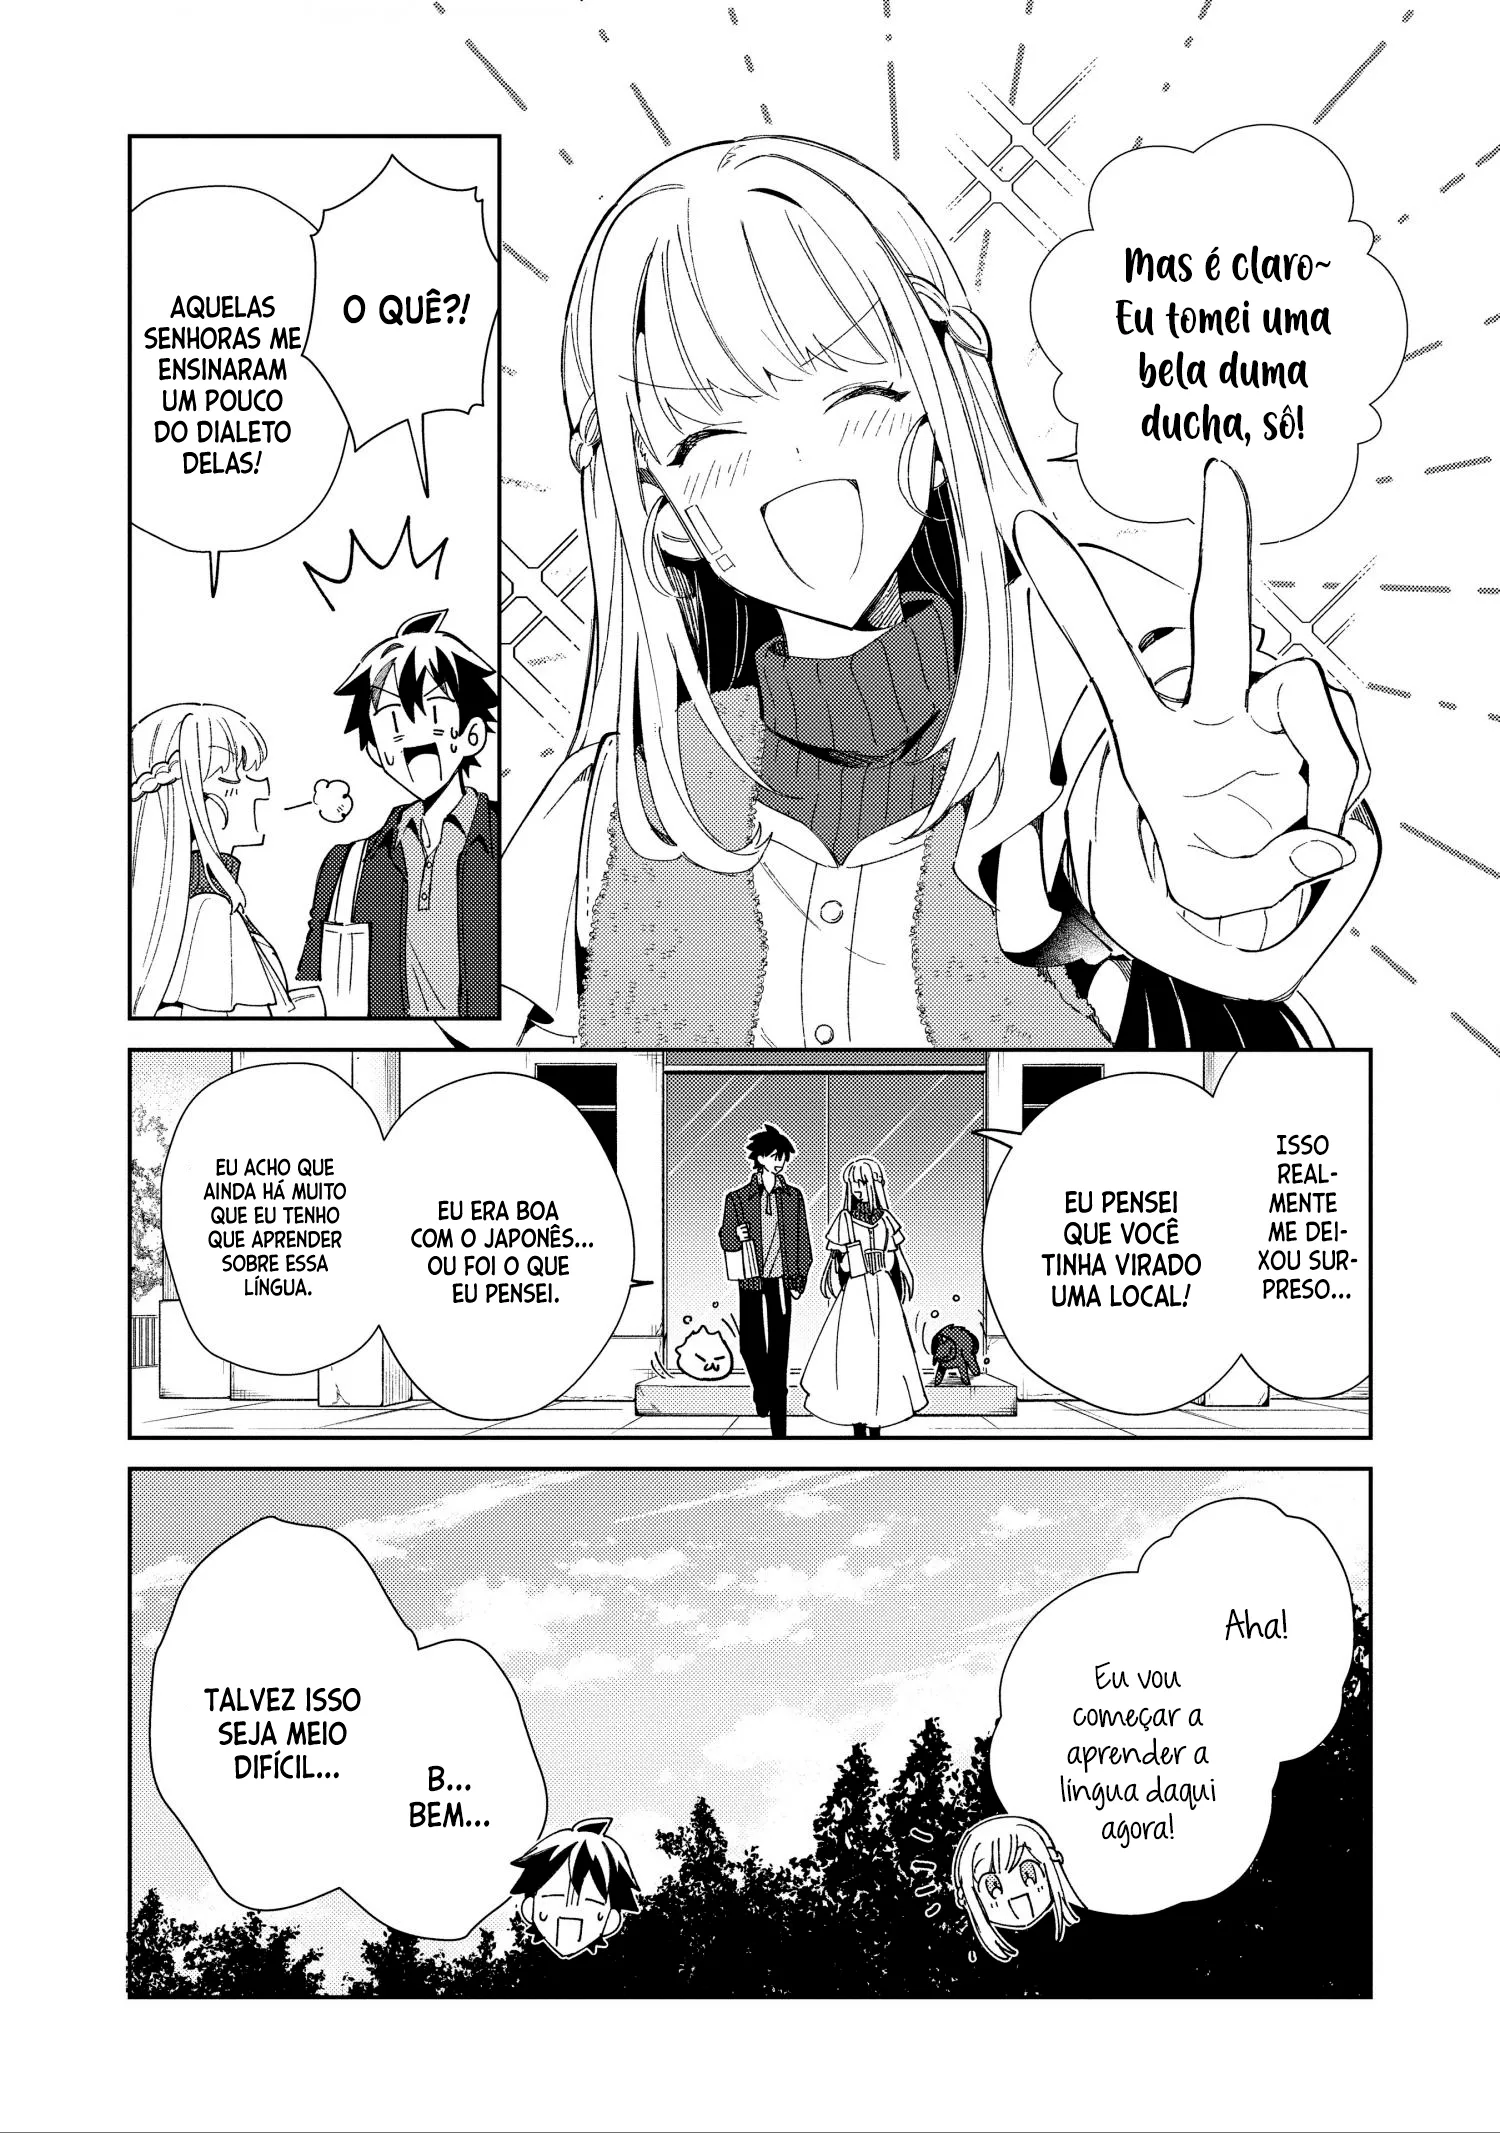 Mas é claro~
Eu tomei uma
bela duma
ducha, sô!
O QUÊ?!
AQUELAS
SENHORAS ME
ENSINARAM
UM POUCO
DO DIALETO
DELAS!
ISSO
REAL-
MENTE
ME DEI-
XOU SUR-
PRESO...
EU PENSEI
QUE VOCÊ
TINHA VIRADO
UMA LOCAL!
EU ERA BOA
COM O JAPONÊS...
OU FOI O QUE
EU PENSEI.
EU ACHO QUE
AINDA HÁ MUITO
QUE EU TENHO
QUE APRENDER
SOBRE ESSA
LÍNGUA.
Aha!
Eu vou
começar a
aprender a
língua daqui
agora!
B...
BEM...
TALVEZ ISSO
SEJA MEIO
DIFÍCIL...